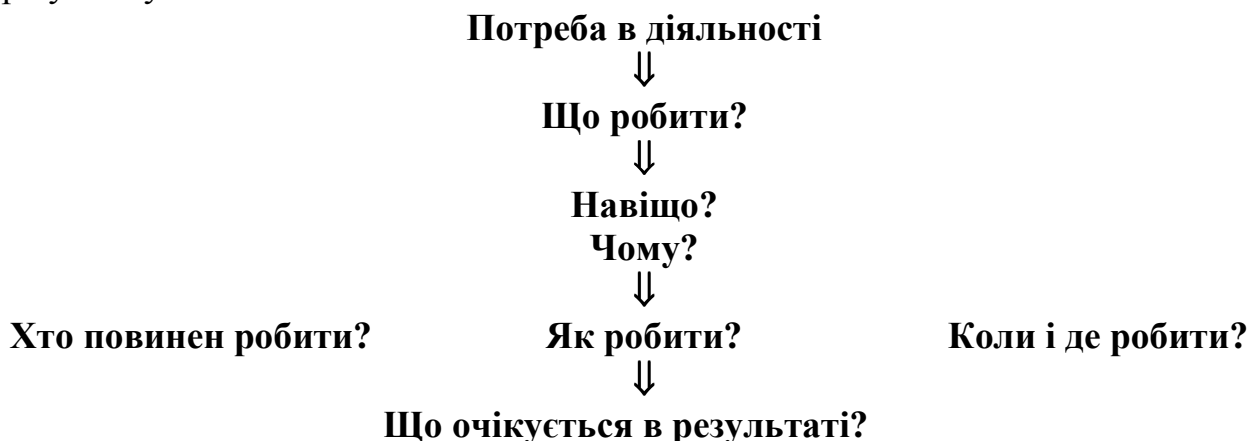 Потреба в діяльності
⇓
Що робити?
⇓
Навіщо?
Чому?
⇓
Хто повинен робити? Як робити? Коли і де робити?
⇓
Що очікується в результаті?